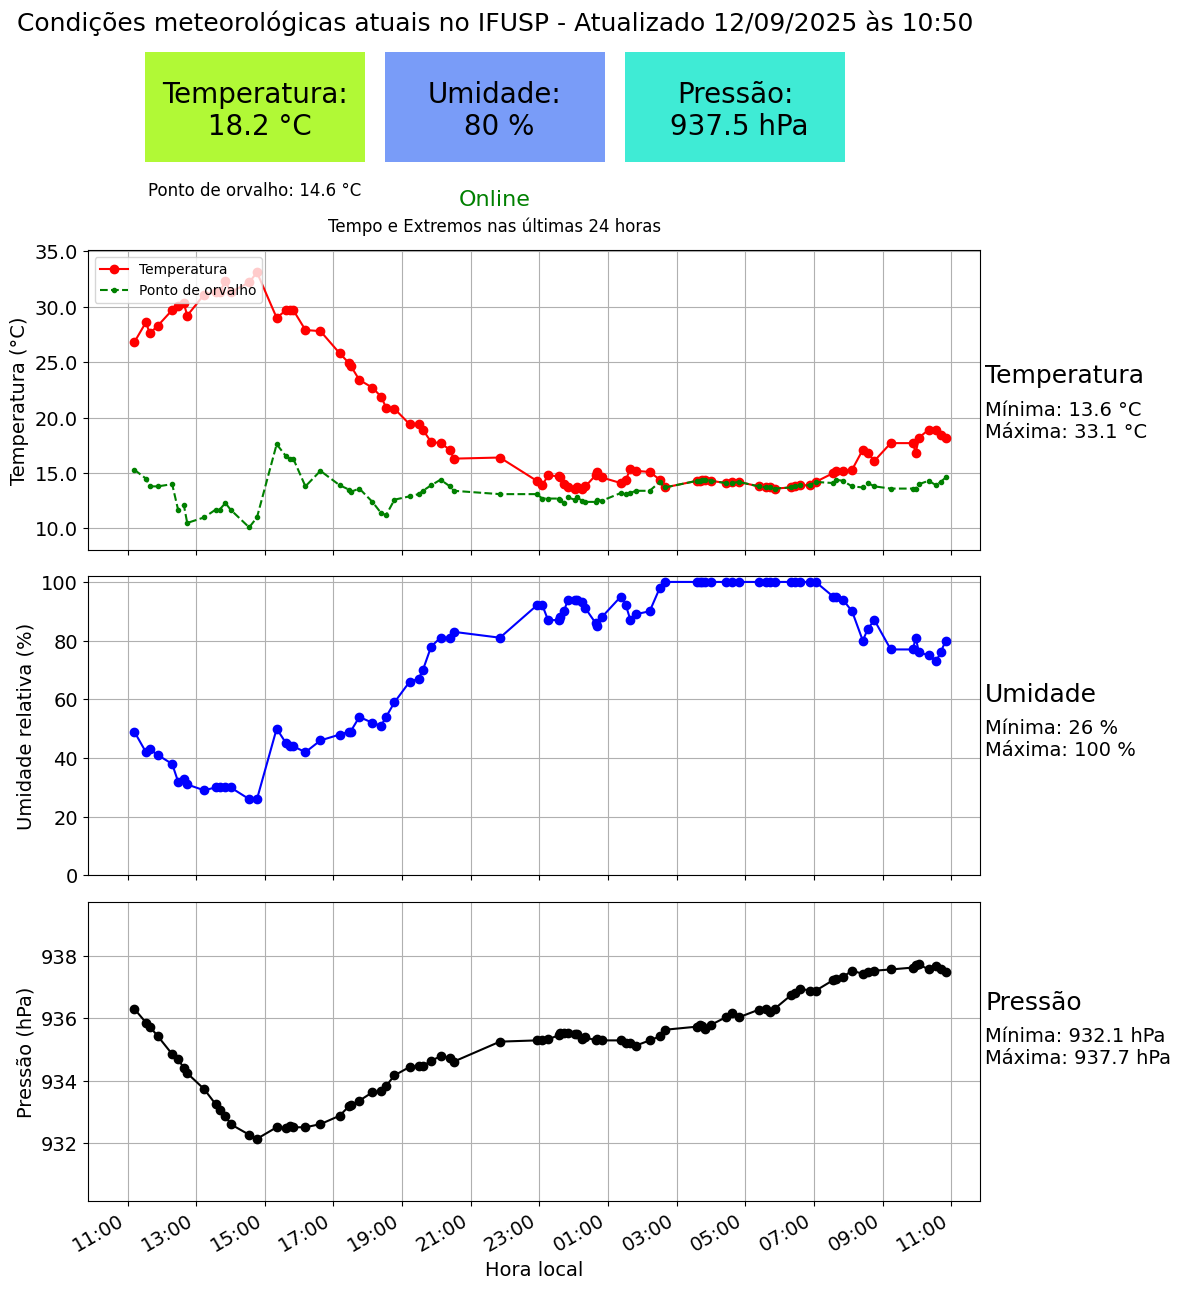 Condições meteorológicas atuais no IFUSP - Atualizado 12/09/2025 às 10:50
Temperatura:
18.2 °C
Umidade:
80 %
Pressão:
937.5 hPa
Ponto de orvalho: 14.6 °C
Online
Tempo e Extremos nas últimas 24 horas
Temperatura (°C)
35.0
30.0
25.0
20.0
15.0
10.0
Temperatura
Ponto de orvalho
Temperatura
Mínima: 13.6 °C
Máxima: 33.1 °C
Umidade relativa (%)
100
80
60
40
20
0
Umidade
Mínima: 26 %
Máxima: 100 %
Pressão (hPa)
938
936
934
932
Pressão
Mínima: 932.1 hPa
Máxima: 937.7 hPa
11:00
13:00
15:00
17:00
19:00
21:00
23:00
01:00
03:00
05:00
07:00
09:00
11:00
Hora local